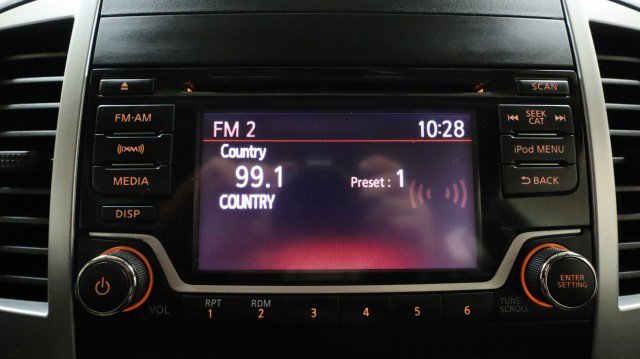 SCAN
FM·AM
SEEK
CAT
FM 2
10:28
Country
99.1
Preset : 1
COUNTRY
((XM))
iPod MENU
MEDIA
BACK
DISP
VOL
RPT
1
RDM
2
3
4
5
6
TUNE
SCROLL
ENTER
SETTING